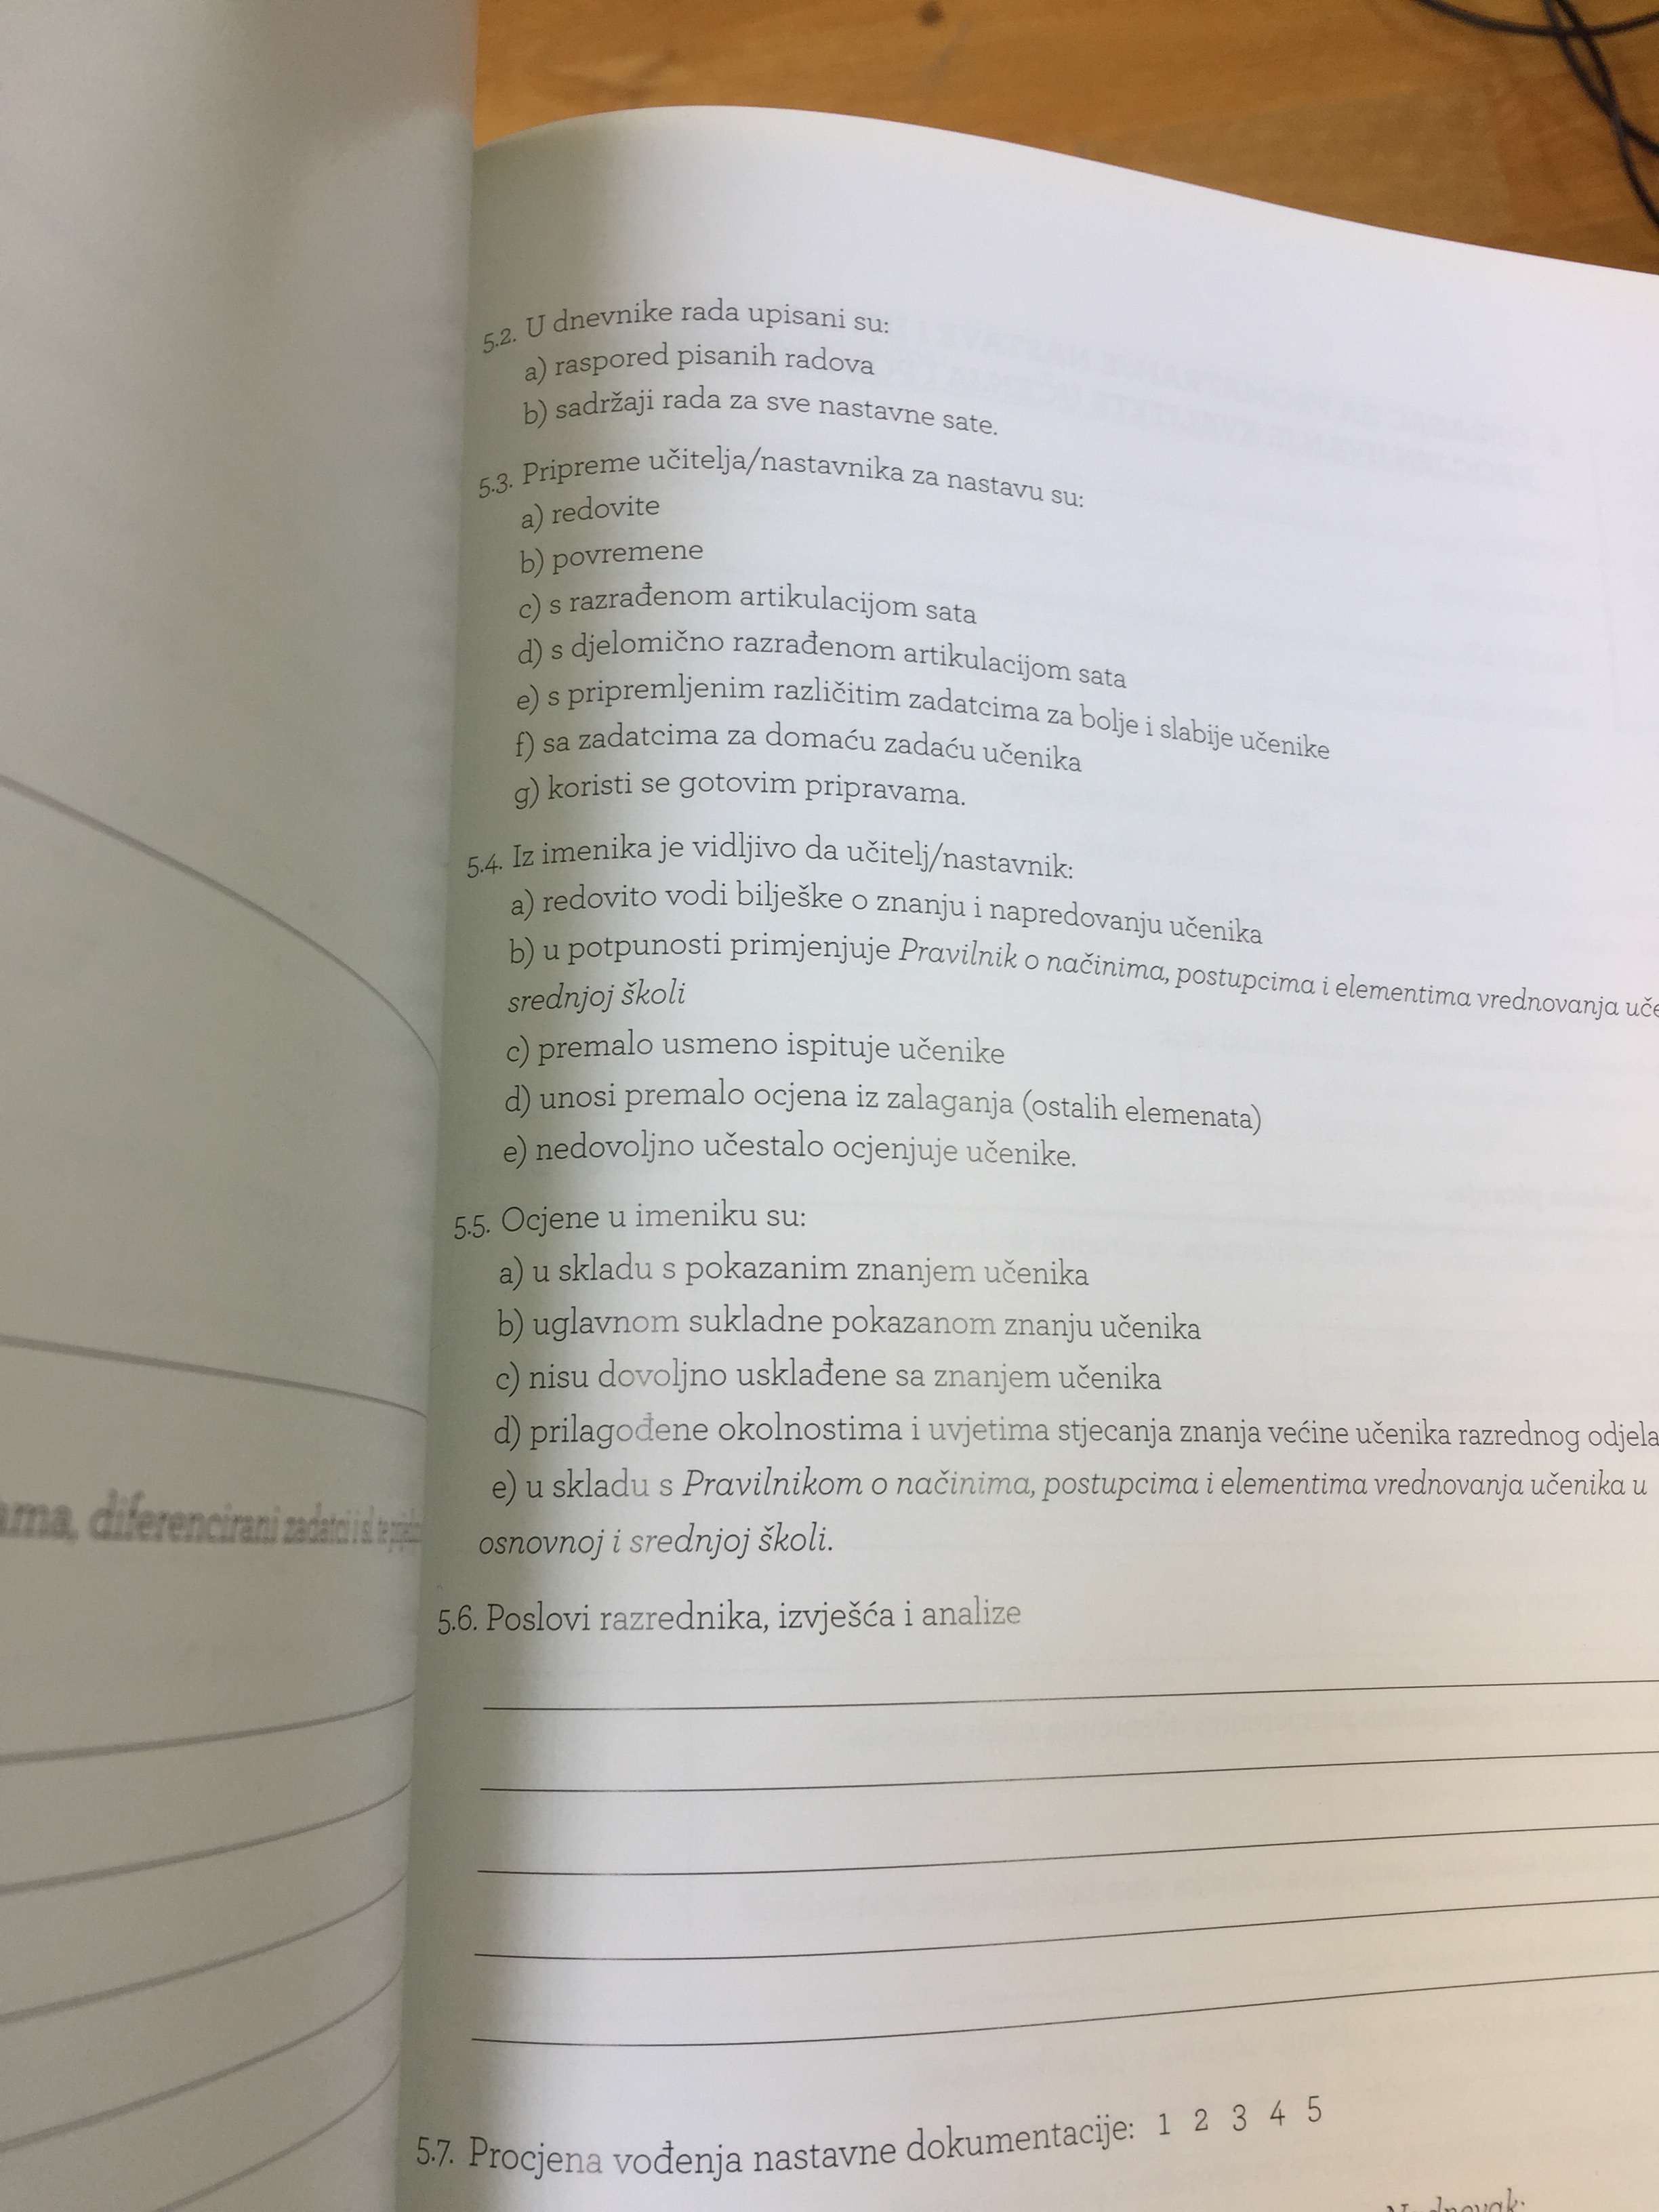 ama, diferencirani zadatci
5.2. U dnevnike rada upisani su:
a) raspored pisanih radova
b) sadržaji rada za sve nastavne sate.
5.3. Pripreme učitelja/nastavnika za nastavu su:
a) redovite
b) povremene
c) s razrađenom artikulacijom sata
d) s djelomično razrađenom artikulacijom sata
e) s pripremljenim različitim zadatcima za bolje i slabije učenike
f) sa zadatcima za domaću zadaću učenika
g) koristi se gotovim pripravama.
5.4. Iz imenika je vidljivo da učitelj/nastavnik:
a) redovito vodi bilješke o znanju i napredovanju učenika
b) u potpunosti primjenjuje Pravilnik o načinima, postupcima i elementima vrednovanja uče
srednjoj školi
c) premalo usmeno ispituje učenike
d) unosi premalo ocjena iz zalaganja (ostalih elemenata)
e) nedovoljno učestalo ocjenjuje učenike.
5.5. Ocjene u imeniku su:
a) u skladu s pokazanim znanjem učenika
b) uglavnom sukladne pokazanom znanju učenika
c) nisu dovoljno usklađene sa znanjem učenika
d) prilagođene okolnostima i uvjetima stjecanja znanja većine učenika razrednog odjela
e) u skladu s Pravilnikom o načinima, postupcima i elementima vrednovanja učenika u
osnovnoj i srednjoj školi.
5.6. Poslovi razrednika, izvješća i analize
5.7. Procjena vođenja nastavne dokumentacije: 1 2 3 4 5